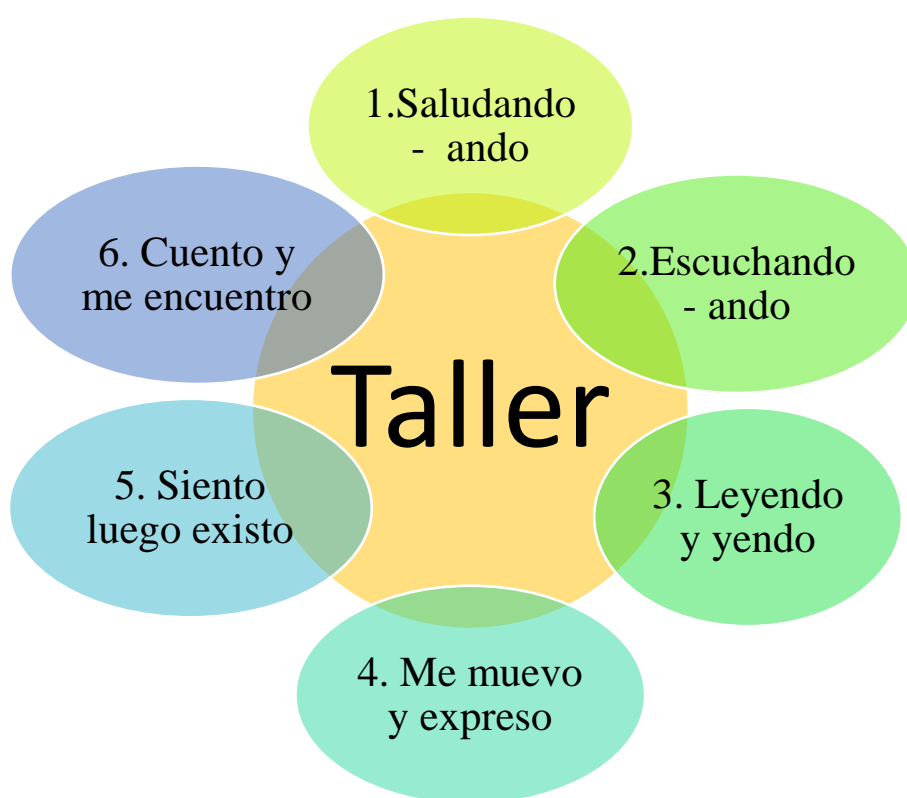 1.Saludando
- ando
2.Escuchando
- ando
3. Leyendo
y yendo
4. Me muevo
y expreso
5. Siento
luego existo
6. Cuento y
me encuentro
Taller